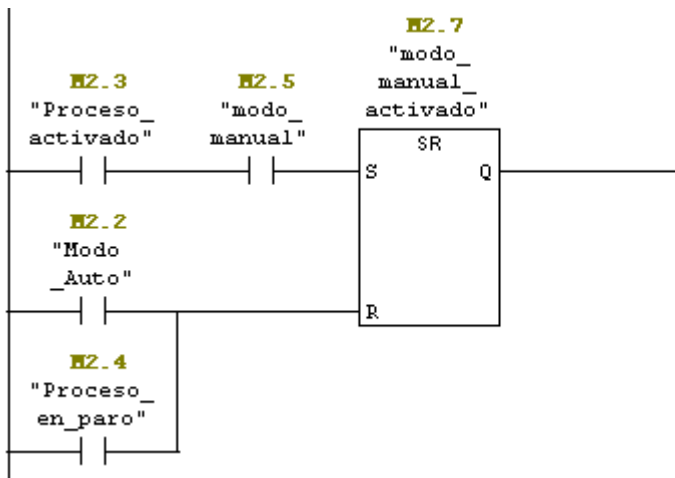 M2.7
"modo_
manual_
activado"
M2.3
"Proceso_
activado"
M2.5
"modo_
manual"
SR
S
Q
M2.2
"Modo
_Auto"
R
M2.4
"Proceso_
en_paro"